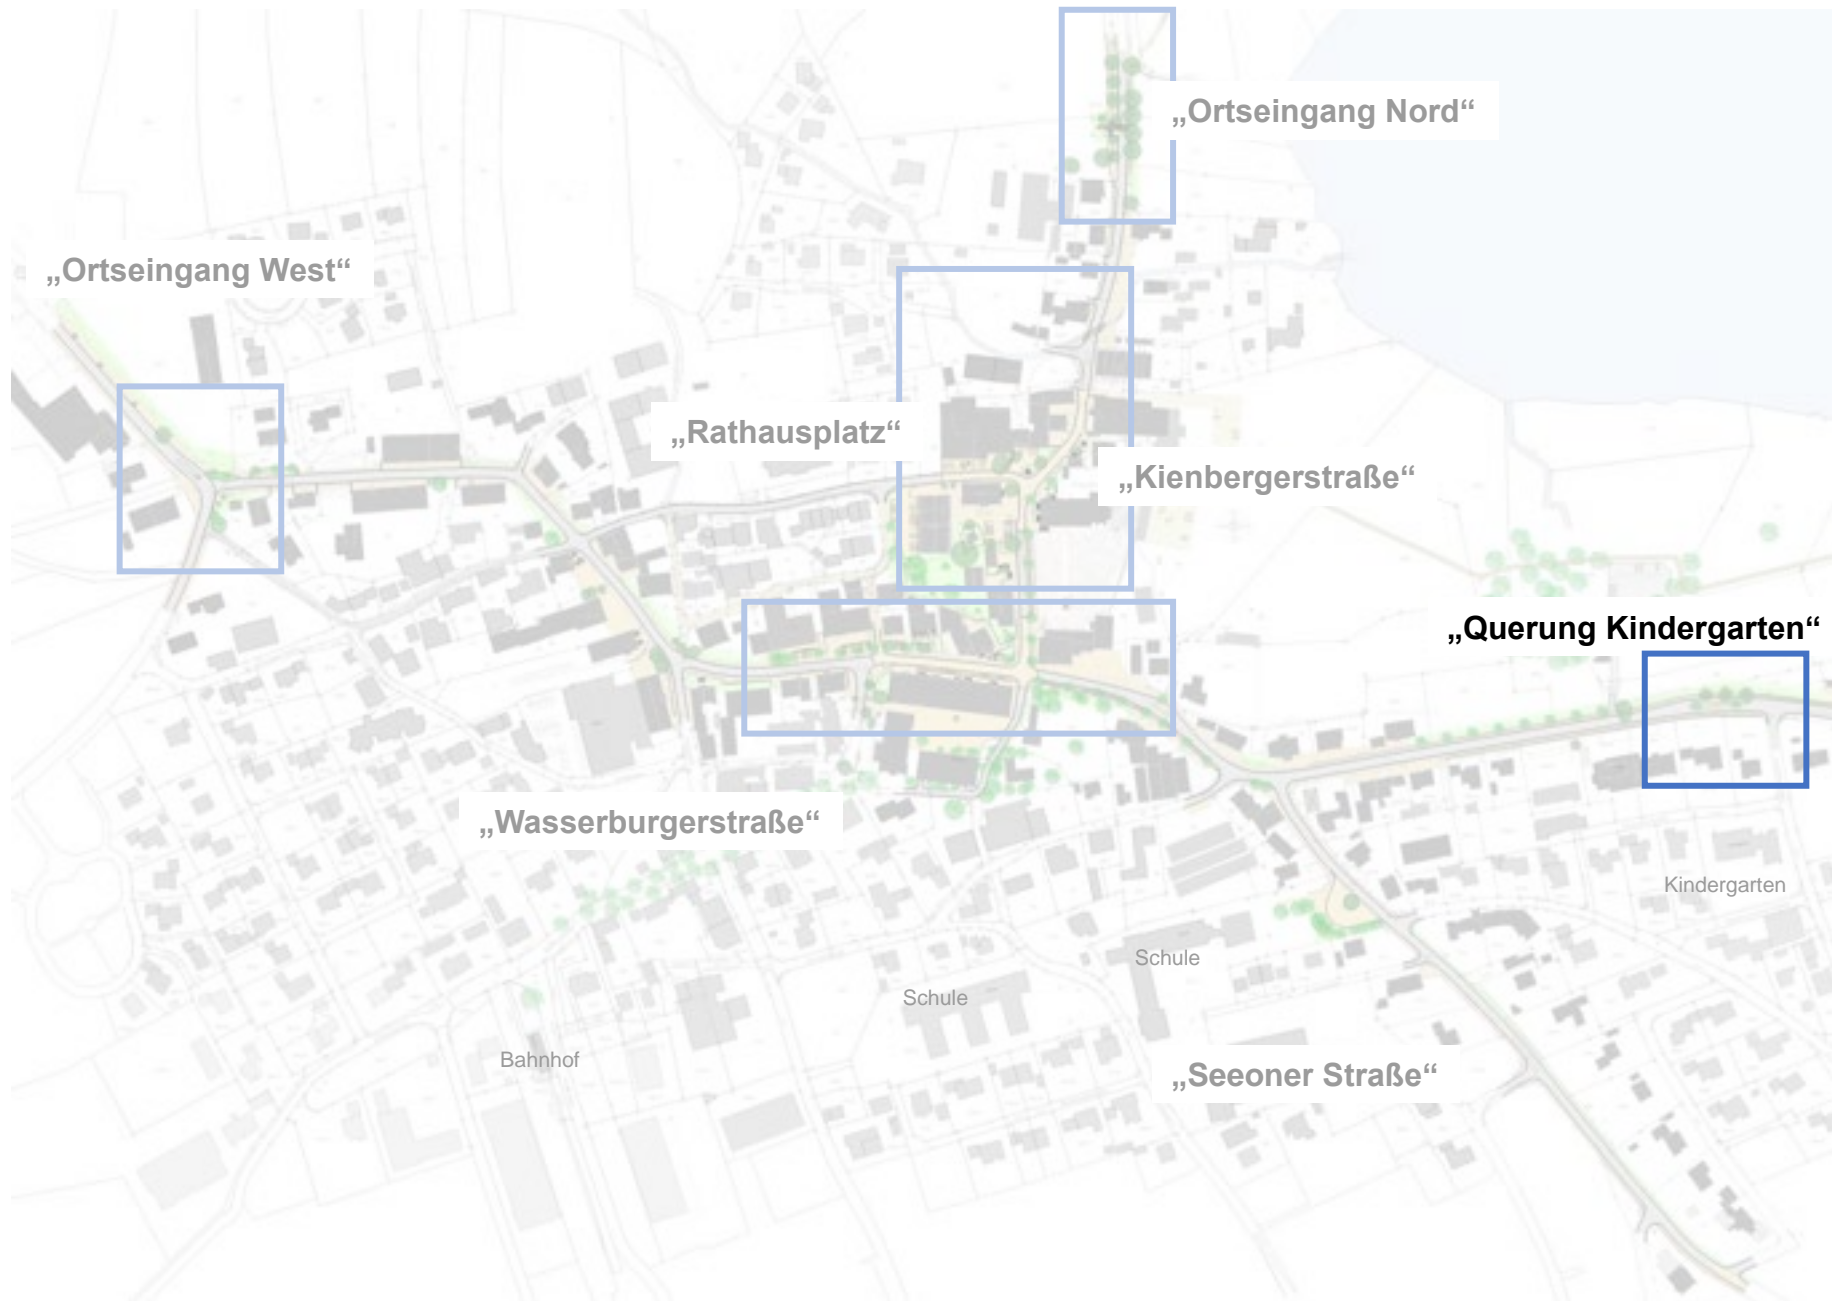 „Ortseingang Nord“
„Ortseingang West“
„Rathausplatz“
„Kienbergerstraße“
„Querung Kindergarten“
„Wasserburgerstraße“
Kindergarten
Schule
Schule
Bahnhof
„Seeoner Straße“